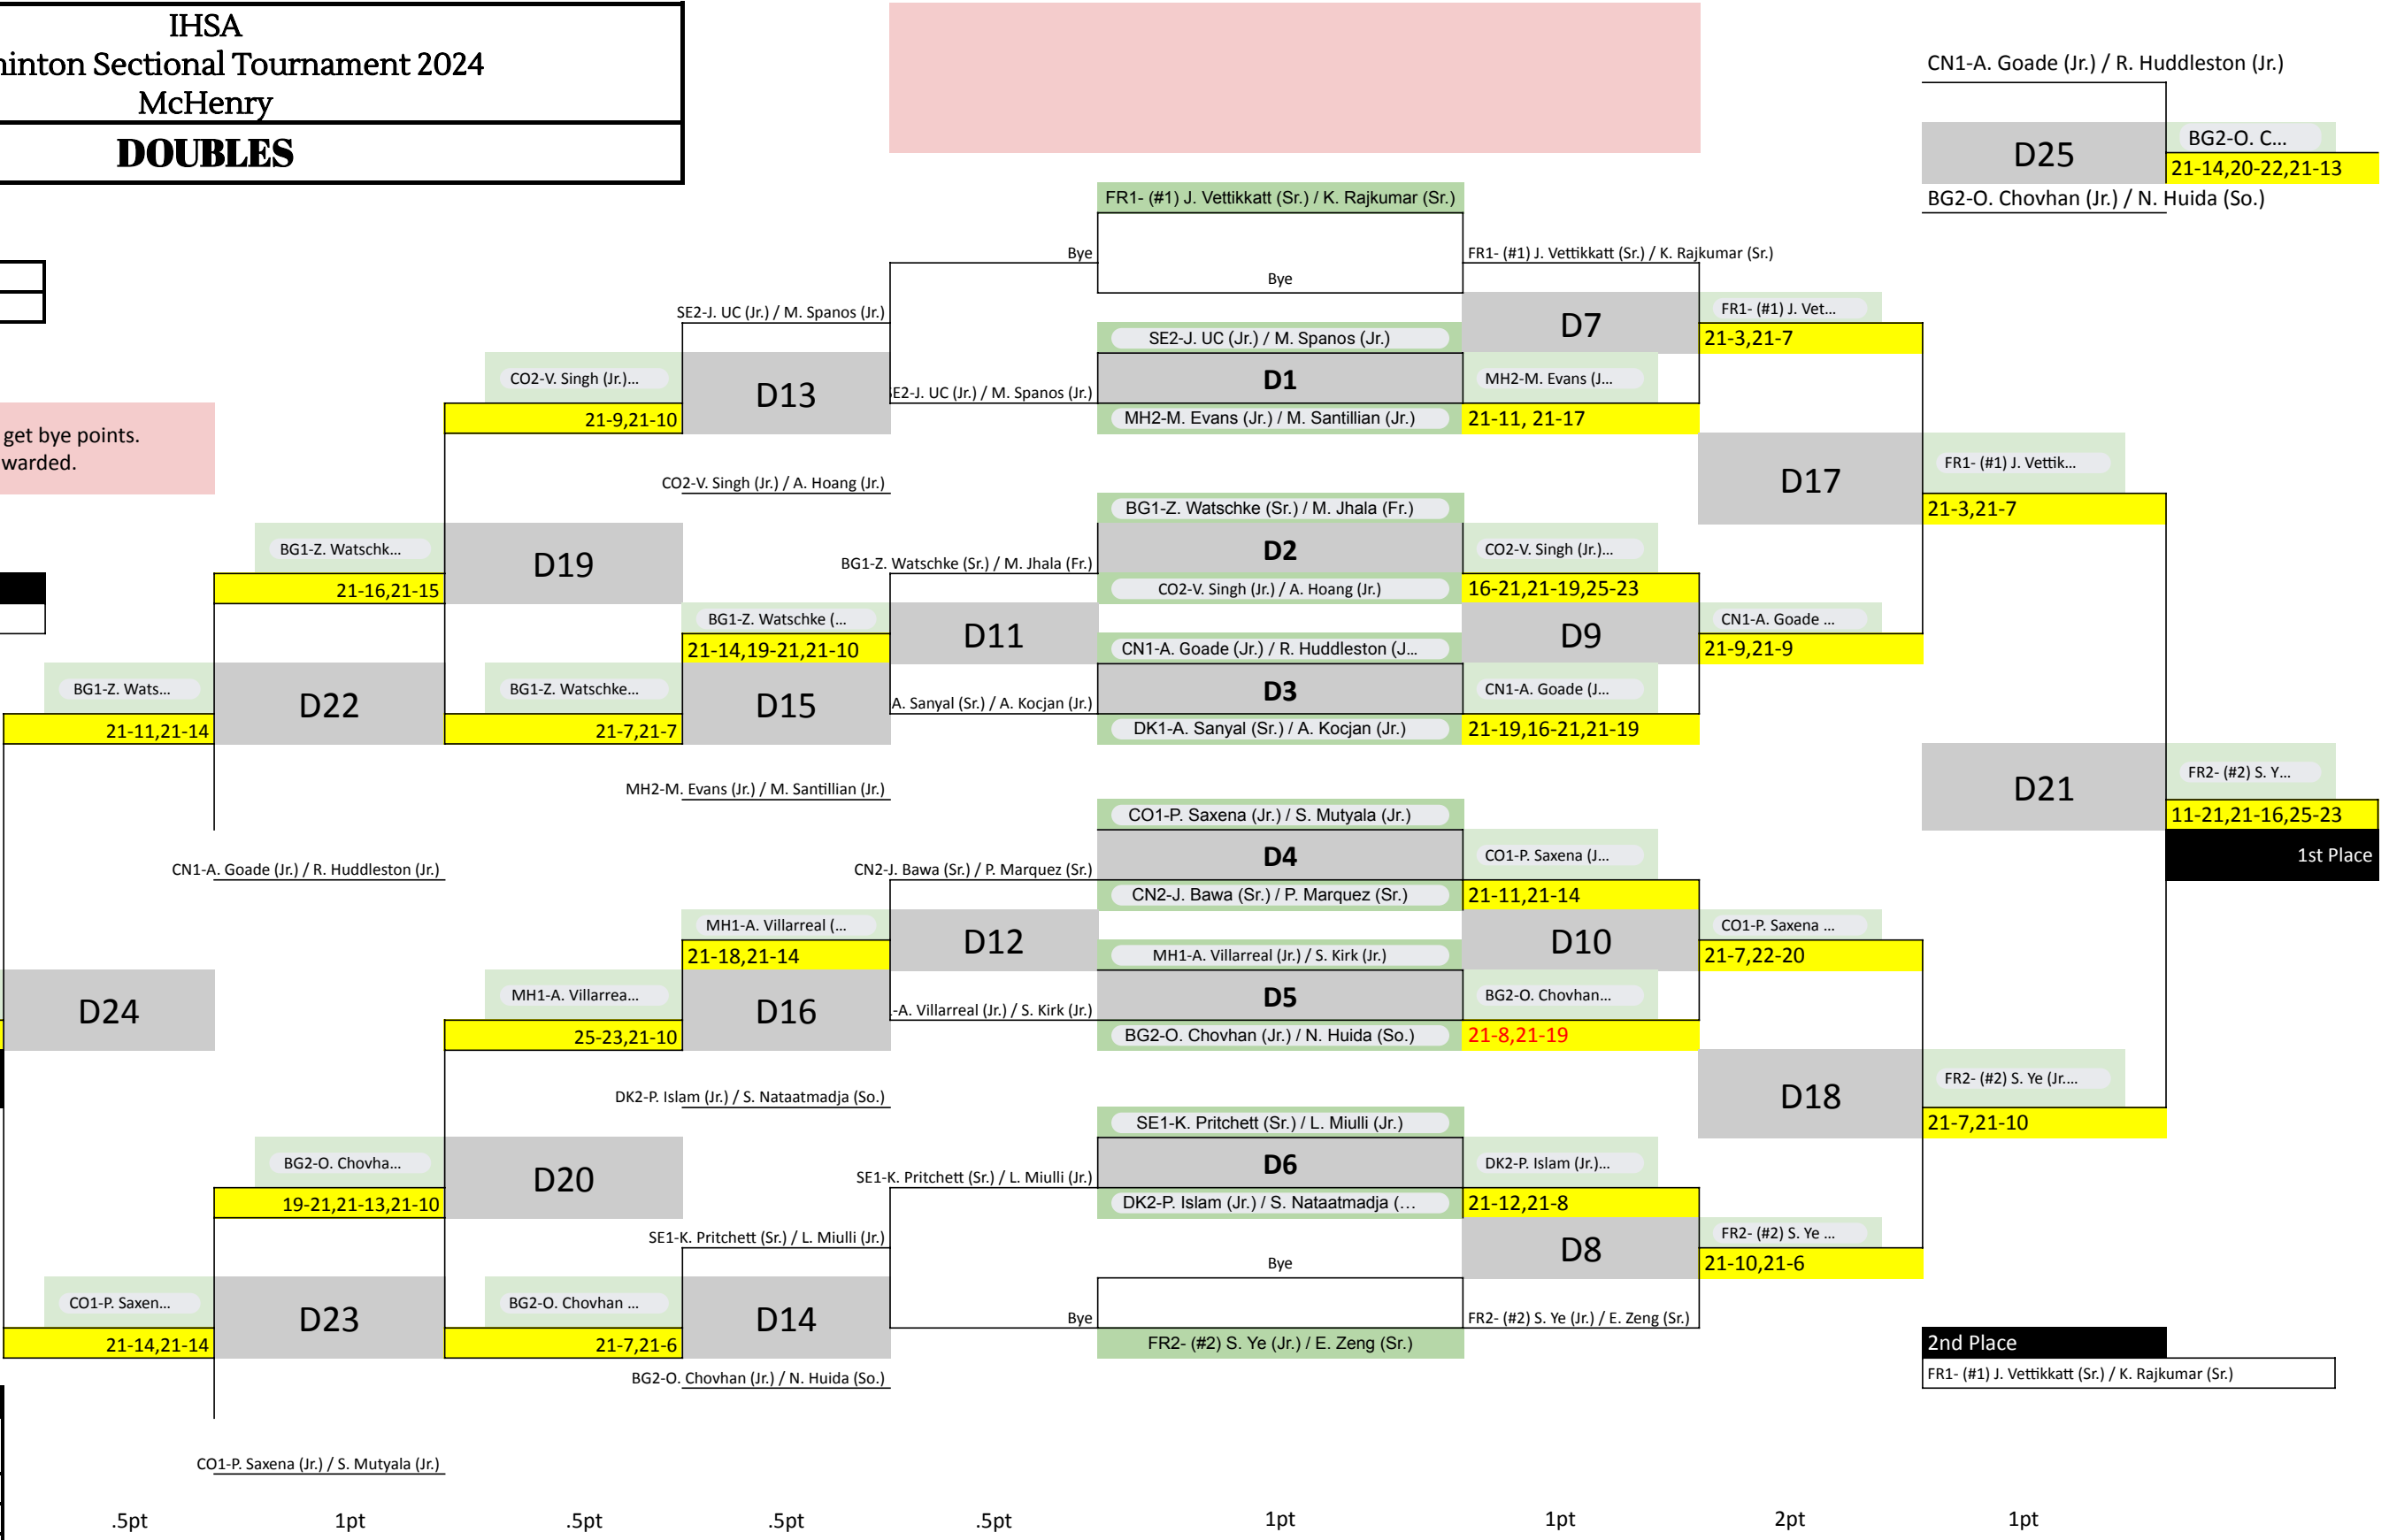 IHSA
ninton Sectional Tournament 2024
McHenry
DOUBLES
CN1-A. Goade (Jr.) / R. Huddleston (Jr.)
D25
BG2-O. C...
21-14,20-22,21-13
BG2-O. Chovhan (Jr.) / N. Huida (So.)
get bye points.
warded.
FR1- (#1) J. Vettikkatt (Sr.) / K. Rajkumar (Sr.)
Bye
Bye
FR1- (#1) J. Vettikkatt (Sr.) / K. Rajkumar (Sr.)
SE2-J. UC (Jr.) / M. Spanos (Jr.)
D7
FR1- (#1) J. Vet...
21-3,21-7
SE2-J. UC (Jr.) / M. Spanos (Jr.)
CO2-V. Singh (Jr.)...
D13
E2-J. UC (Jr.) / M. Spanos (Jr.)
D1
MH2-M. Evans (J...
21-9,21-10
MH2-M. Evans (Jr.) / M. Santillian (Jr.)
21-11, 21-17
CO2-V. Singh (Jr.) / A. Hoang (Jr.)
D17
FR1- (#1) J. Vettik...
21-3,21-7
BG1-Z. Watschke (Sr.) / M. Jhala (Fr.)
BG1-Z. Watschk...
D19
BG1-Z. Watschke (Sr.) / M. Jhala (Fr.)
D2
CO2-V. Singh (Jr.)...
21-16,21-15
CO2-V. Singh (Jr.) / A. Hoang (Jr.)
16-21,21-19,25-23
BG1-Z. Watschke (...
D11
D9
CN1-A. Goade ...
21-14,19-21,21-10
CN1-A. Goade (Jr.) / R. Huddleston (J...
21-9,21-9
BG1-Z. Wats...
D22
BG1-Z. Watschke...
D15
A. Sanyal (Sr.) / A. Kocjan (Jr.)
D3
CN1-A. Goade (J...
21-11,21-14
21-7,21-7
DK1-A. Sanyal (Sr.) / A. Kocjan (Jr.)
21-19,16-21,21-19
MH2-M. Evans (Jr.) / M. Santillian (Jr.)
D21
FR2- (#2) S. Y...
CO1-P. Saxena (Jr.) / S. Mutyala (Jr.)
11-21,21-16,25-23
1st Place
CN1-A. Goade (Jr.) / R. Huddleston (Jr.)
CN2-J. Bawa (Sr.) / P. Marquez (Sr.)
D4
CO1-P. Saxena (J...
CN2-J. Bawa (Sr.) / P. Marquez (Sr.)
21-11,21-14
MH1-A. Villarreal (...
D12
D10
CO1-P. Saxena ...
21-18,21-14
MH1-A. Villarreal (Jr.) / S. Kirk (Jr.)
21-7,22-20
D24
MH1-A. Villarrea...
D16
-A. Villarreal (Jr.) / S. Kirk (Jr.)
D5
BG2-O. Chovhan...
25-23,21-10
BG2-O. Chovhan (Jr.) / N. Huida (So.)
21-8,21-19
DK2-P. Islam (Jr.) / S. Nataatmadja (So.)
D18
FR2- (#2) S. Ye (Jr....
21-7,21-10
SE1-K. Pritchett (Sr.) / L. Miulli (Jr.)
BG2-O. Chovha...
D20
SE1-K. Pritchett (Sr.) / L. Miulli (Jr.)
D6
DK2-P. Islam (Jr.)...
19-21,21-13,21-10
DK2-P. Islam (Jr.) / S. Nataatmadja (...
21-12,21-8
SE1-K. Pritchett (Sr.) / L. Miulli (Jr.)
D8
FR2- (#2) S. Ye ...
21-10,21-6
Bye
CO1-P. Saxen...
D23
BG2-O. Chovhan ...
D14
Bye
FR2- (#2) S. Ye (Jr.) / E. Zeng (Sr.)
21-14,21-14
21-7,21-6
FR2- (#2) S. Ye (Jr.) / E. Zeng (Sr.)
2nd Place
BG2-O. Chovhan (Jr.) / N. Huida (So.)
FR1- (#1) J. Vettikkatt (Sr.) / K. Rajkumar (Sr.)
CO1-P. Saxena (Jr.) / S. Mutyala (Jr.)
.5pt 1pt .5pt .5pt .5pt 1pt 1pt 2pt 1pt